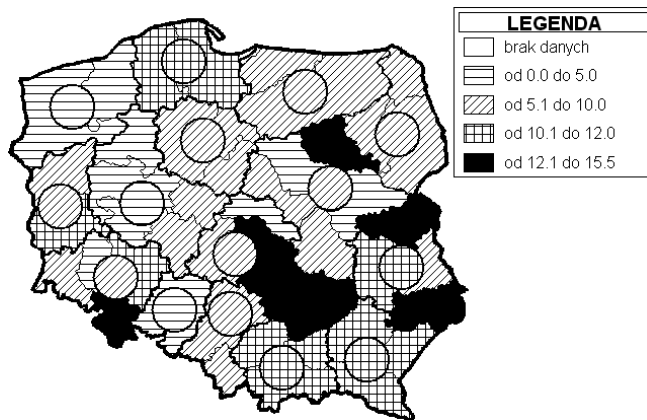 LEGENDA
brak danych
od 0.0 do 5.0
od 5.1 do 10.0
od 10.1 do 12.0
od 12.1 do 15.5